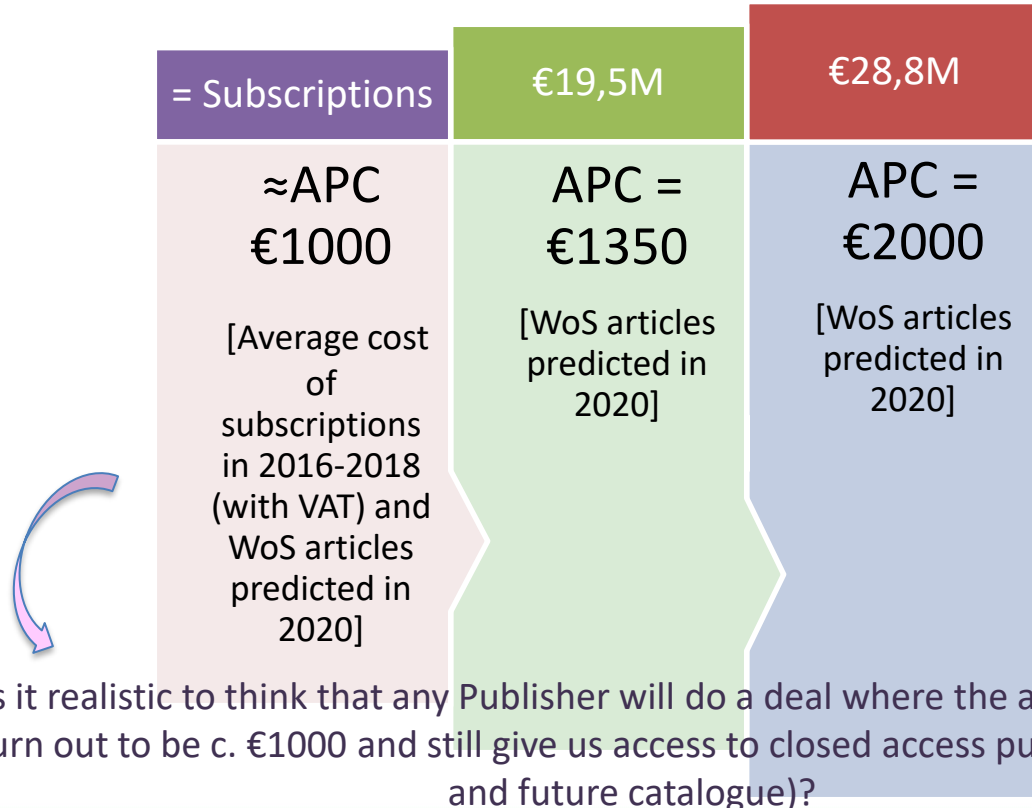 = Subscriptions
≈APC
€1000
[Average cost
of
subscriptions
in 2016-2018
(with VAT) and
WoS articles
predicted in
2020]
€19,5M
APC =
€1350
[WoS articles
predicted in
2020]
€28,8M
APC =
€2000
[WoS articles
predicted in
2020]
it realistic to think that any Publisher will do a deal where the
out to be c. €1000 and still give us access to closed access
and future catalogue)?